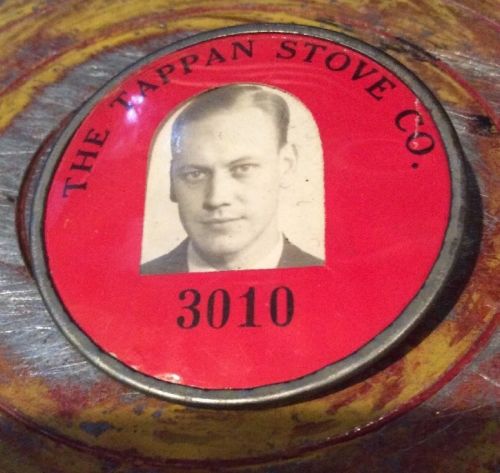 THE TAPPAN STOVE CO.
3010